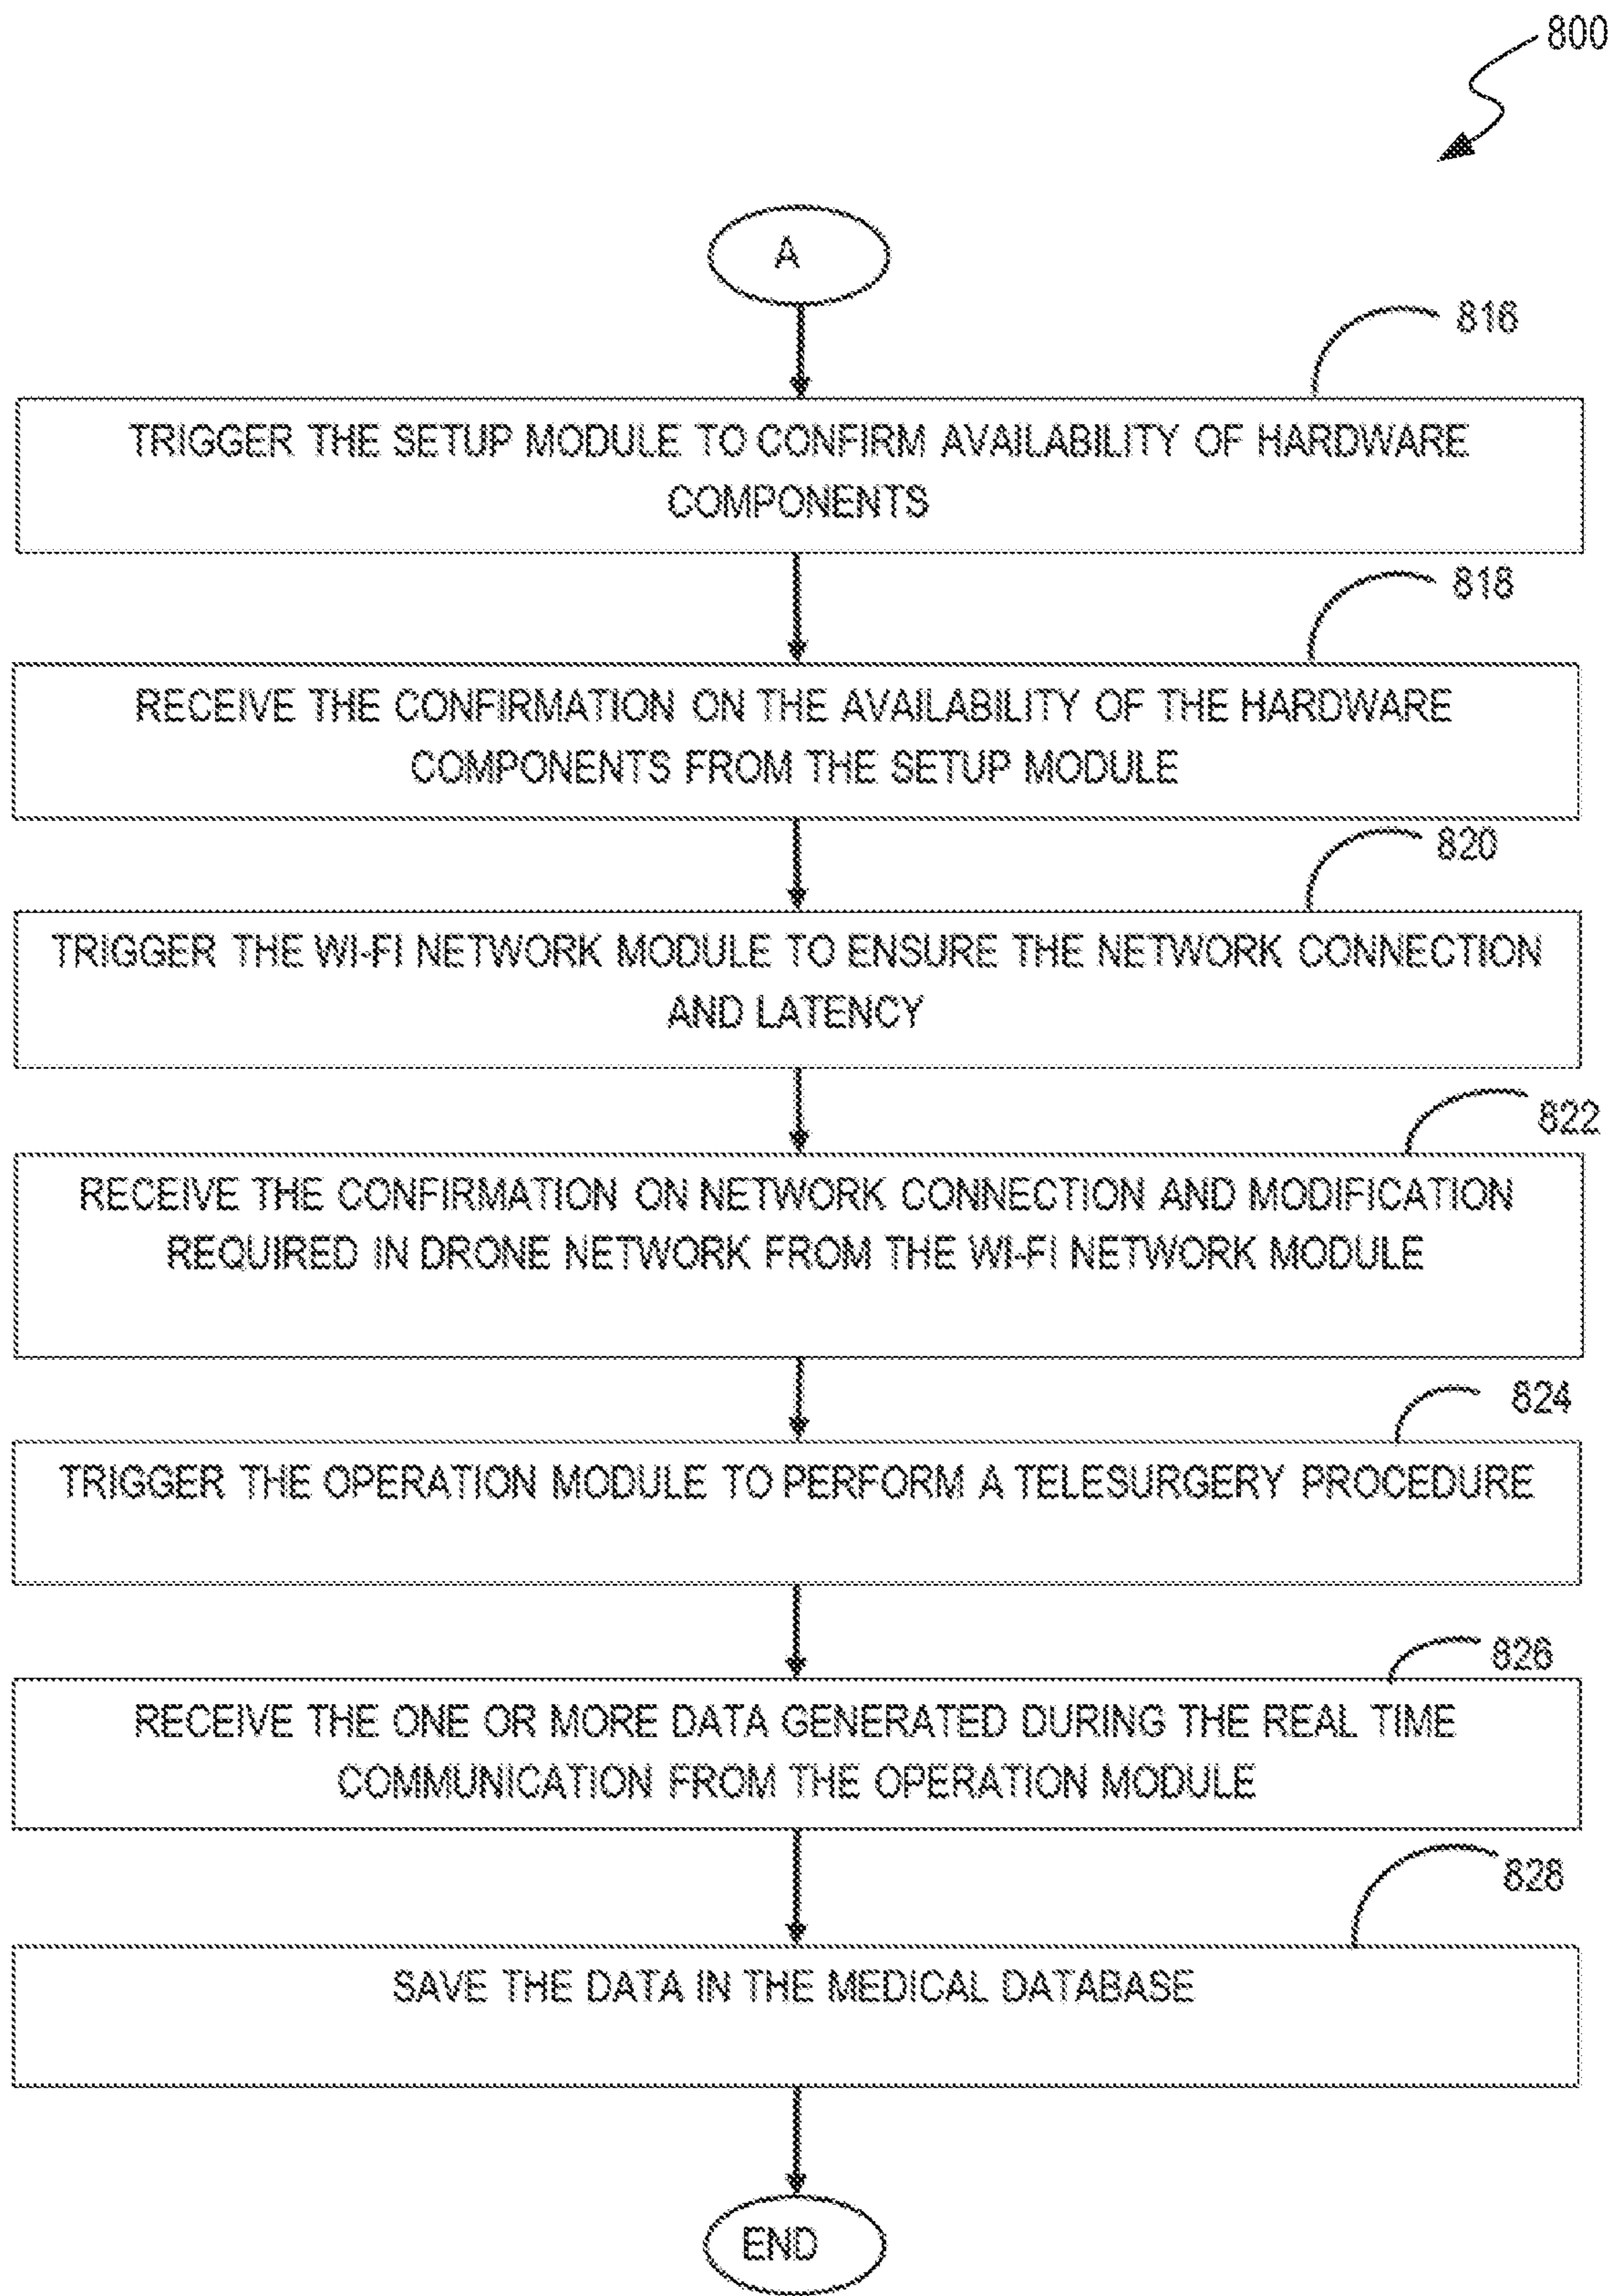 800
A
816
TRIGGER THE SETUP MODULE TO CONFIRM AVAILABILITY OF HARDWARE
COMPONENTS
818
RECEIVE THE CONFIRMATION ON THE AVAILABILITY OF THE HARDWARE
COMPONENTS FROM THE SETUP MODULE
820
TRIGGER THE WI-FI NETWORK MODULE TO ENSURE THE NETWORK CONNECTION
AND LATENCY
822
RECEIVE THE CONFIRMATION ON NETWORK CONNECTION AND MODIFICATION
REQUIRED IN DRONE NETWORK FROM THE WI-FI NETWORK MODULE
824
TRIGGER THE OPERATION MODULE TO PERFORM A TELESURGERY PROCEDURE
826
RECEIVE THE ONE OR MORE DATA GENERATED DURING THE REAL TIME
COMMUNICATION FROM THE OPERATION MODULE
828
SAVE THE DATA IN THE MEDICAL DATABASE
END